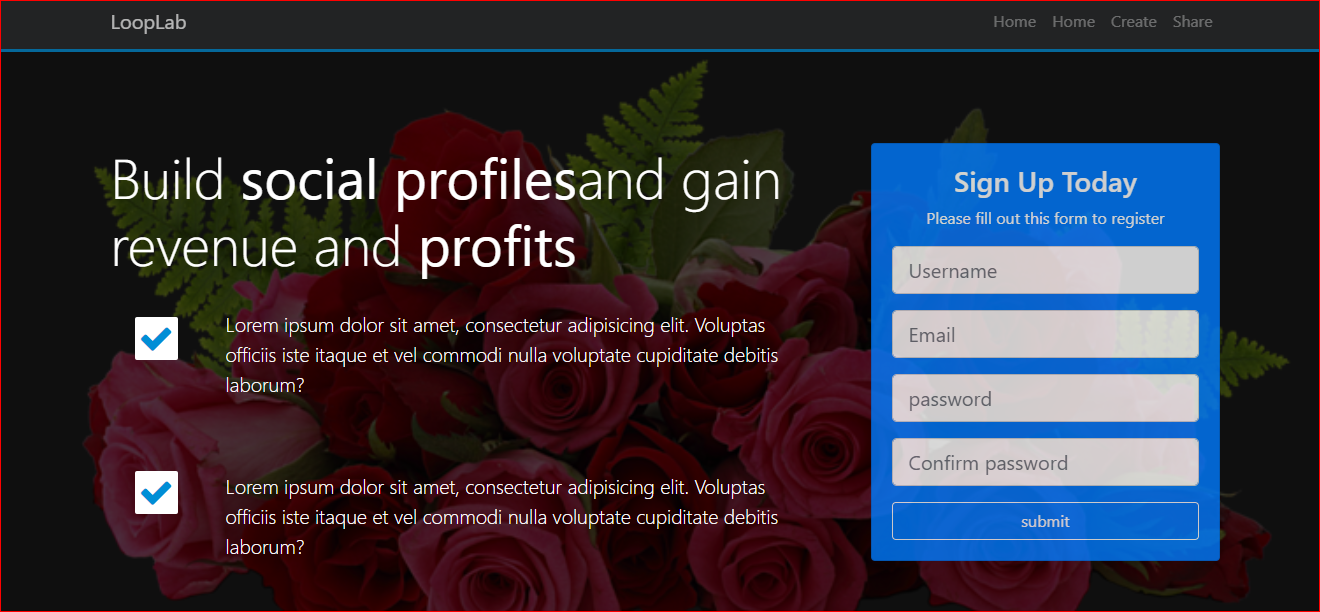 LoopLab
Home Home Create Share
Build social profilesand gain
revenue and profits
Lorem ipsum dolor sit amet, consectetur adipisicing elit. Voluptas
officiis iste itaque et vel commodi nulla voluptate cupiditate debitis
laborum?
Lorem ipsum dolor sit amet, consectetur adipisicing elit. Voluptas
officiis iste itaque et vel commodi nulla voluptate cupiditate debitis
laborum?
Sign Up Today
Please fill out this form to register
Username
Email
password
Confirm password
submit